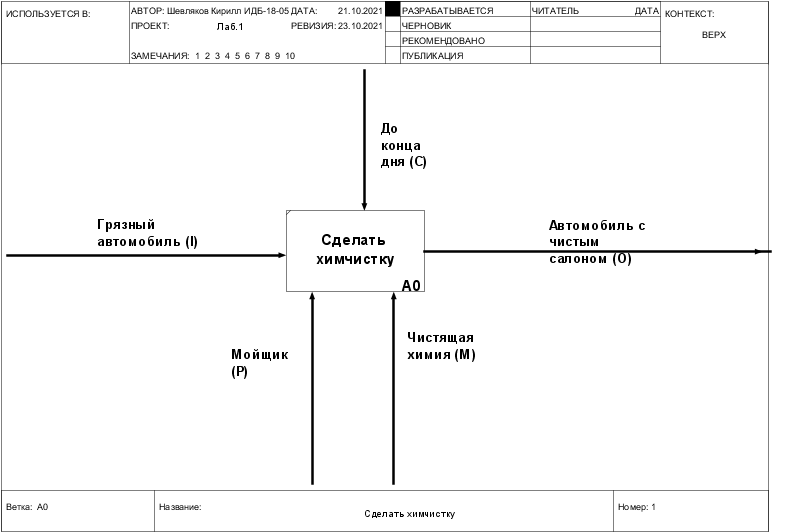 ИСПОЛЬЗУЕТСЯ В:
АВТОР: Шевляков Кирилл ИДБ-18-05 ДАТА: 21.10.2021
ПРОЕКТ: Лаб.1 РЕВИЗИЯ: 23.10.2021
ЗАМЕЧАНИЯ: 1 2 3 4 5 6 7 8 9 10
РАЗРАБАТЫВАЕТСЯ
ЧЕРНОВИК
РЕКОМЕНДОВАНО
ПУБЛИКАЦИЯ
ЧИТАТЕЛЬ ДАТА
КОНТЕКСТ:
ВЕРХ
До
конца
дня (C)
Грязный
автомобиль (I)
Сделать
химчистку
A0
Автомобиль с
чистым
салоном (O)
Мойщик
(P)
Чистящая
химия (M)
Ветка: A0
Название:
Сделать химчистку
Номер: 1